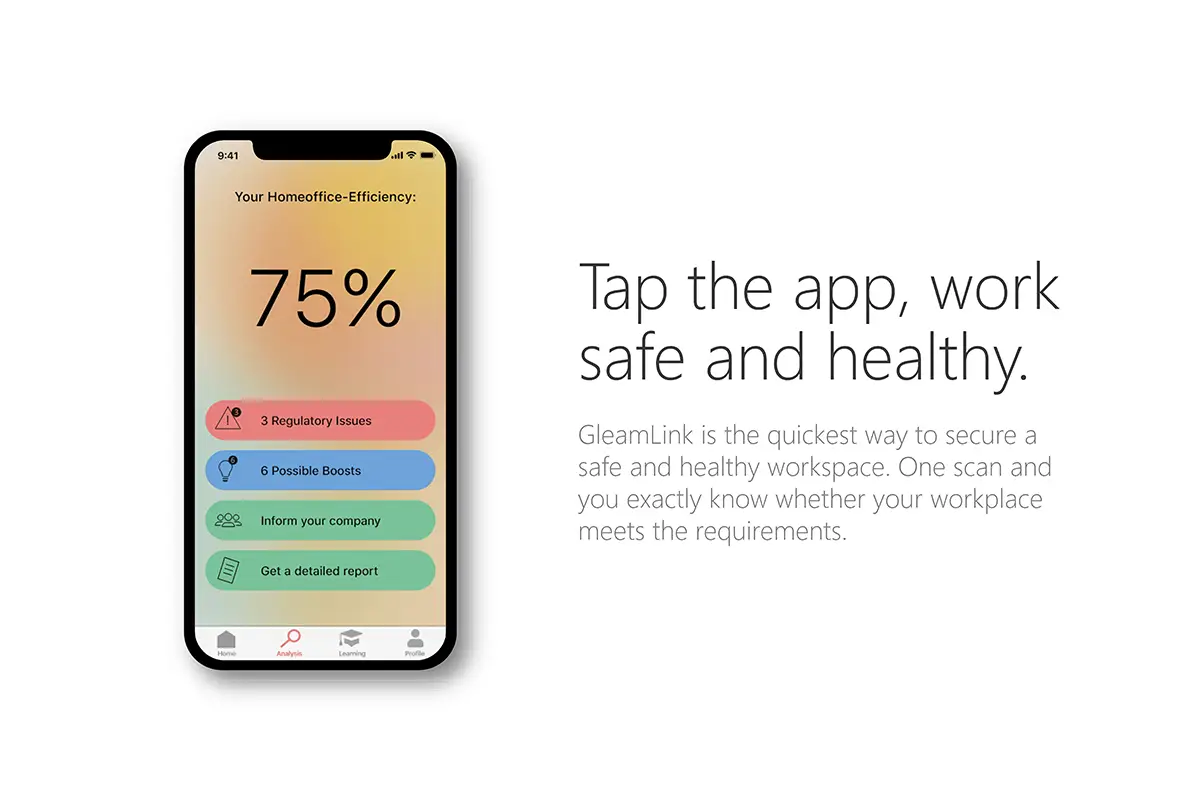 9:41
Your Homeoffice-Efficiency:
75%
3
3 Regulatory Issues
6
6 Possible Boosts
Inform your company
Get a detailed report
Home
Analysis
Learning
Profile
Tap the app, work
safe and healthy.
GleamLink is the quickest way to secure a
safe and healthy workspace. One scan and
you exactly know whether your workplace
meets the requirements.